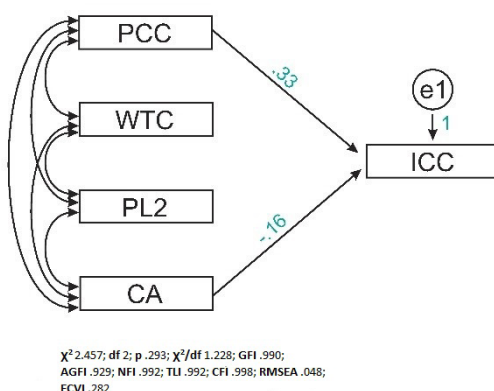 PCC
.33
e1
WTC
1
ICC
PL2
-.16
CA
χ² 2.457; df 2; p .293; χ²/df 1.228; GFI .990;
AGFI .929; NFI .992; TLI .992; CFI .998; RMSEA .048;
ECVI .282